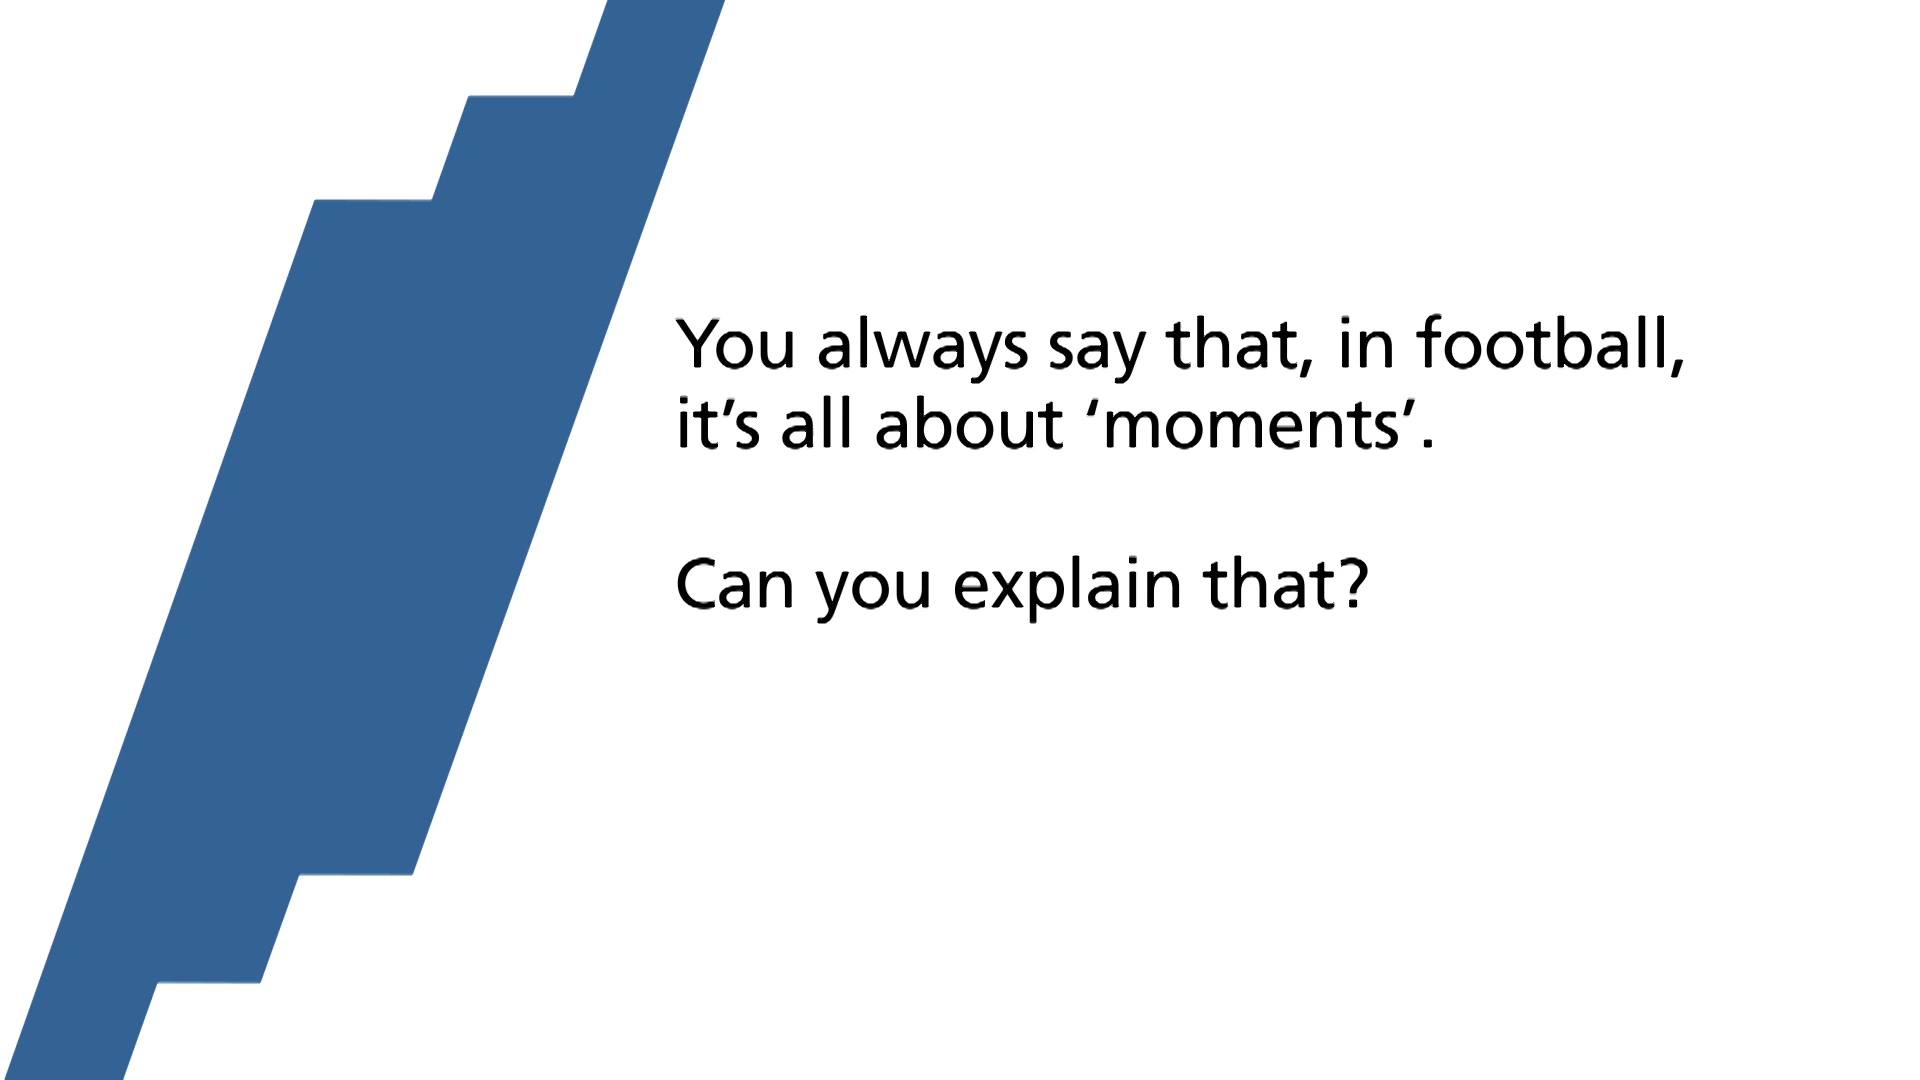 You always say that, in football,
it’s all about ‘moments’.
Can you explain that?